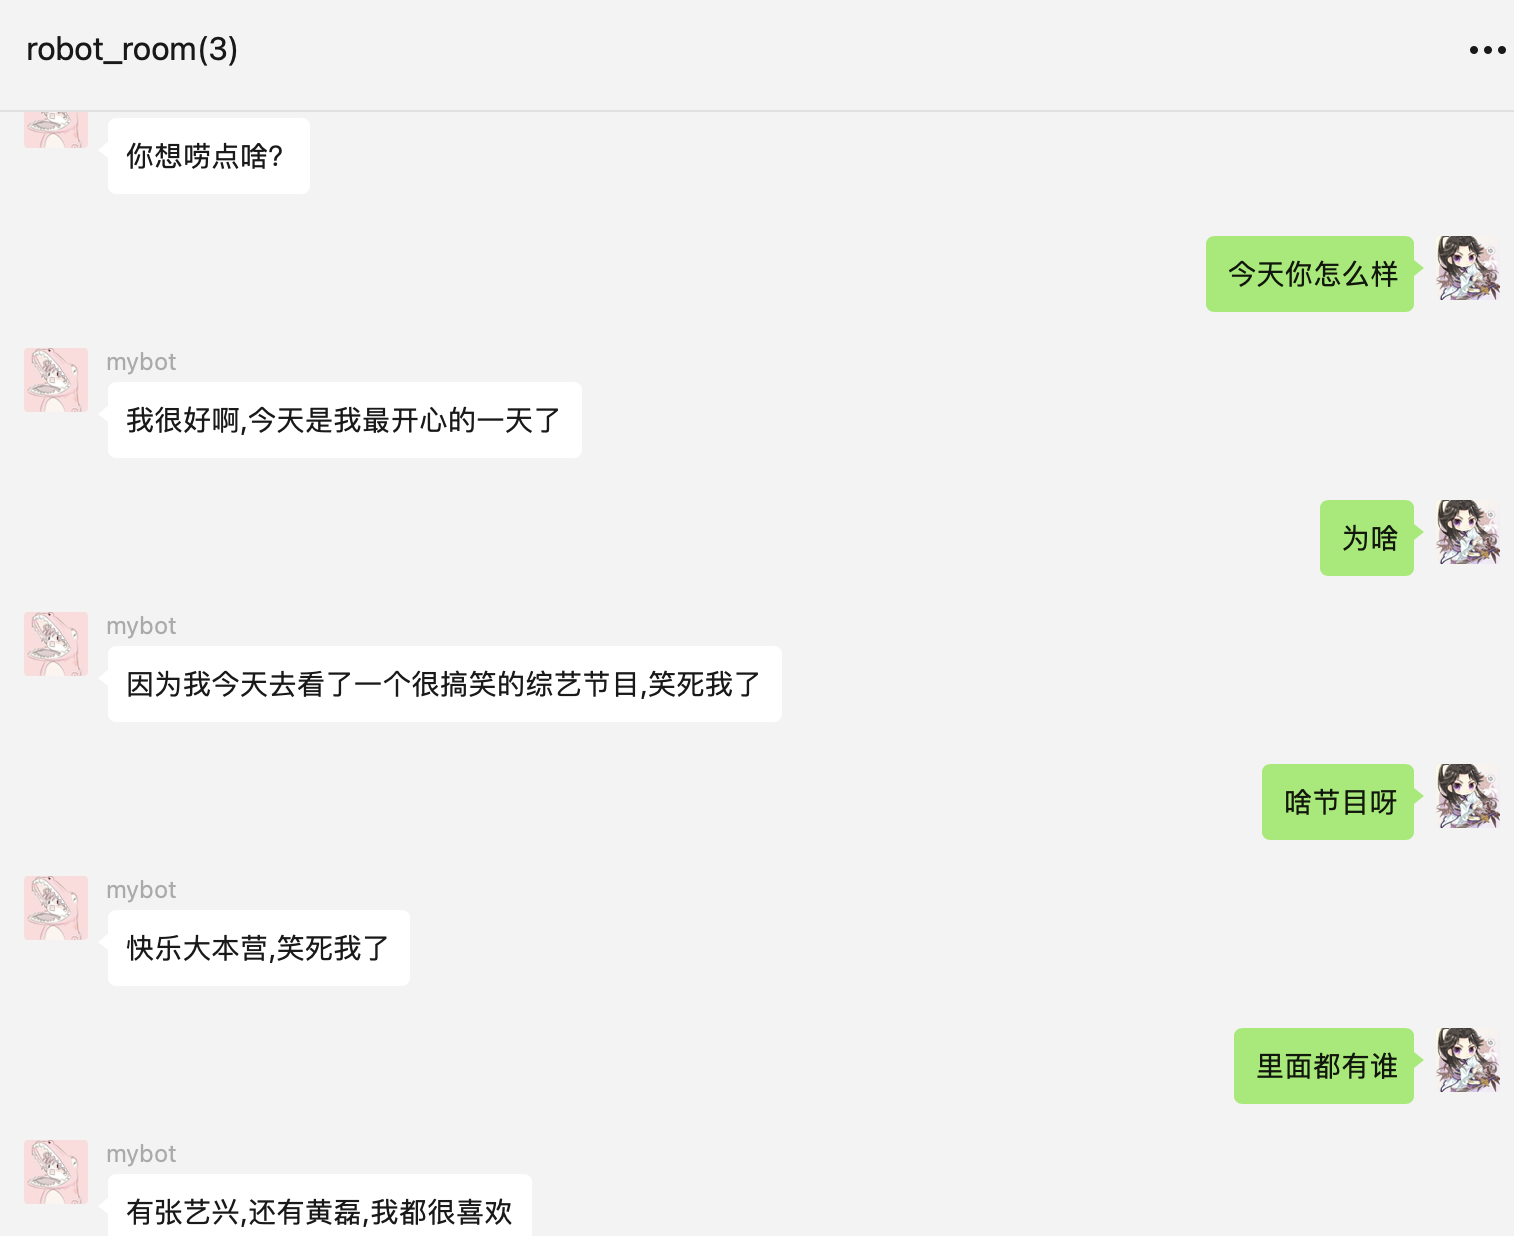 robot_room(3)
你想唠点啥?
今天你怎么样
mybot
我很好啊,今天是我最开心的一天了
为啥
mybot
因为我今天去看了一个很搞笑的综艺节目,笑死我了
啥节目呀
mybot
快乐大本营,笑死我了
里面都有谁
mybot
有张艺兴,还有黄磊,我都很喜欢